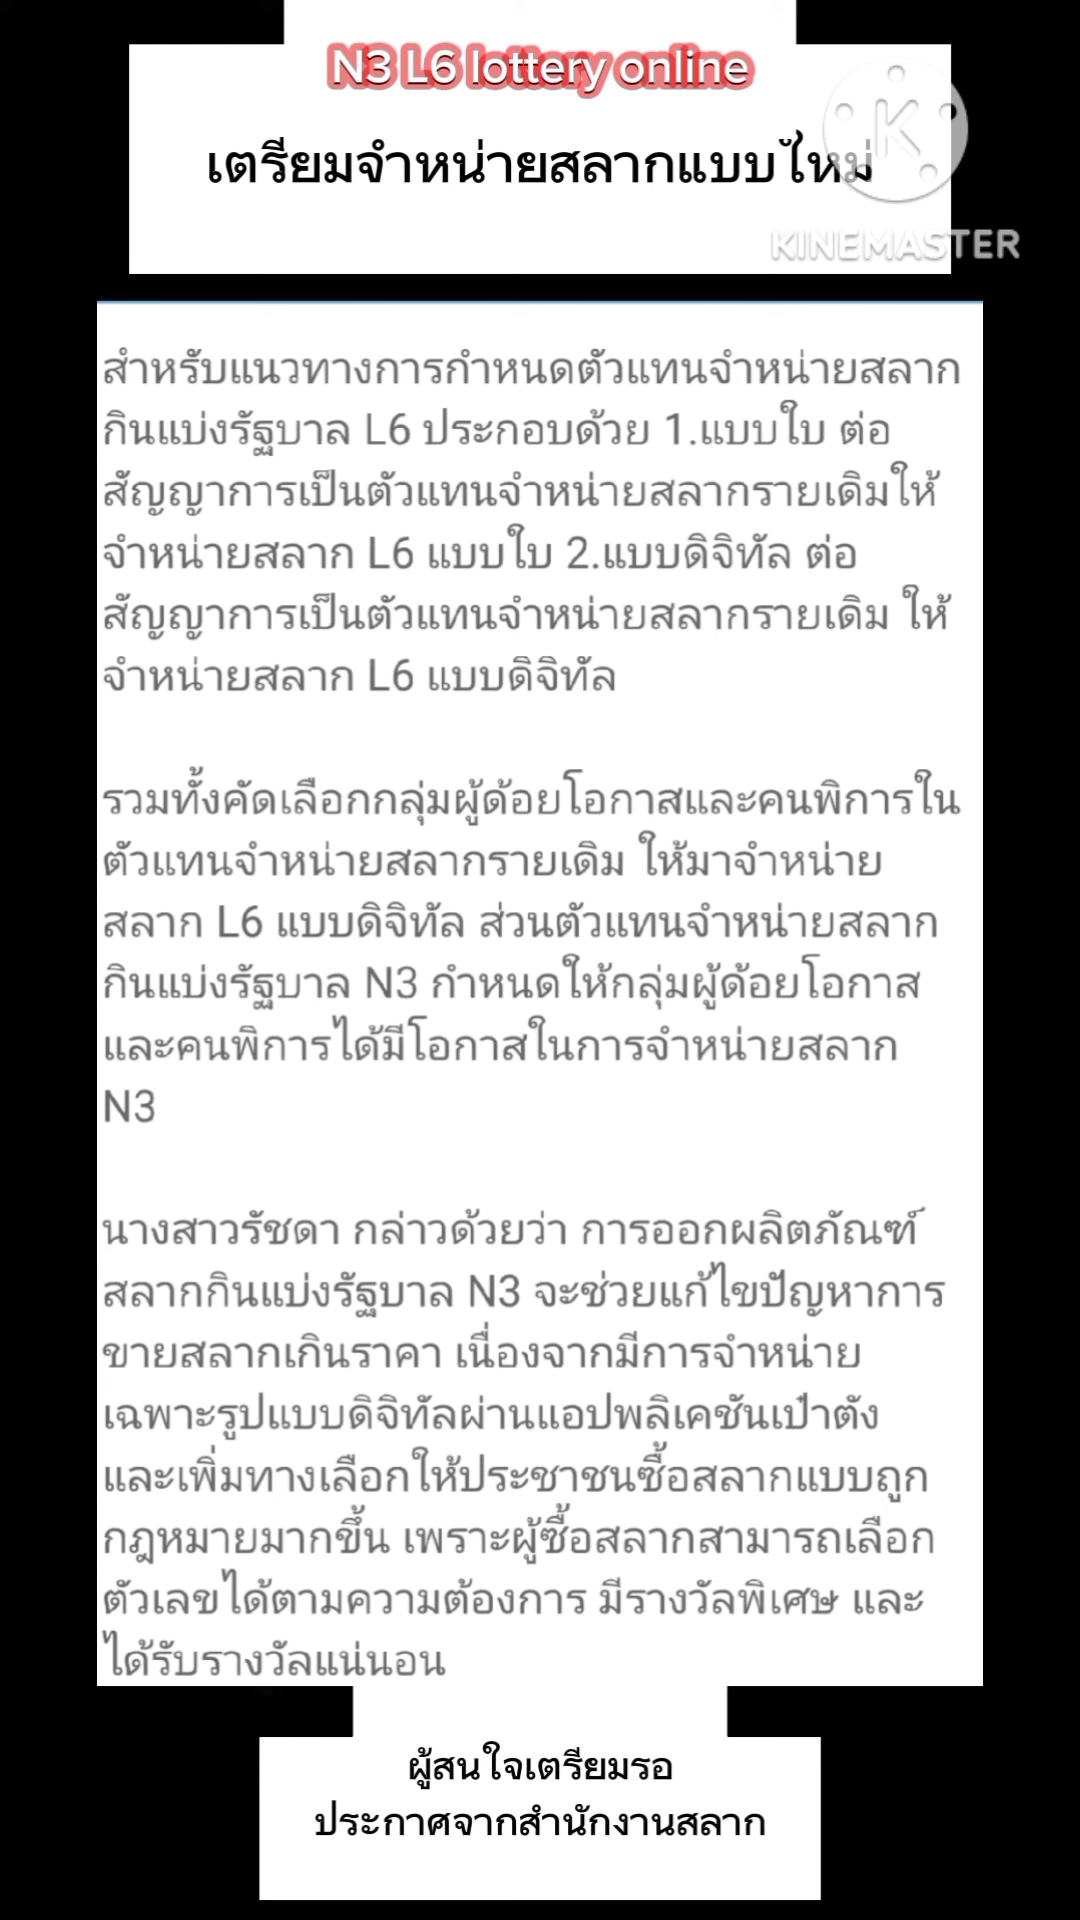 N3 L6 lottery online
เตรียมจำหน่ายสลากแบบใหม่
KINEMASTER
สำหรับแนวทางการกำหนดตัวแทนจำหน่ายสลาก
กินแบ่งรัฐบาล L6 ประกอบด้วย 1.แบบใบ ต่อ
สัญญาการเป็นตัวแทนจำหน่ายสลากรายเดิมให้
จำหน่ายสลาก L6 แบบใบ 2.แบบดิจิทัล ต่อ
สัญญาการเป็นตัวแทนจำหน่ายสลากรายเดิม ให้
จำหน่ายสลาก L6 แบบดิจิทัล
รวมทั้งคัดเลือกกลุ่มผู้ด้อยโอกาสและคนพิการใน
ตัวแทนจำหน่ายสลากรายเดิม ให้มาจำหน่าย
สลาก L6 แบบดิจิทัล ส่วนตัวแทนจำหน่ายสลาก
กินแบ่งรัฐบาล N3 กำหนดให้กลุ่มผู้ด้อยโอกาส
และคนพิการได้มีโอกาสในการจำหน่ายสลาก
N3
นางสาวรัชดา กล่าวด้วยว่า การออกผลิตภัณฑ์
สลากกินแบ่งรัฐบาล N3 จะช่วยแก้ไขปัญหาการ
ขายสลากเกินราคา เนื่องจากมีการจำหน่าย
เฉพาะรูปแบบดิจิทัลผ่านแอปพลิเคชันเป๋าตัง
และเพิ่มทางเลือกให้ประชาชนซื้อสลากแบบถูก
กฎหมายมากขึ้น เพราะผู้ซื้อสลากสามารถเลือก
ตัวเลขได้ตามความต้องการ มีรางวัลพิเศษ และ
ได้รับรางวัลแน่นอน
ผู้สนใจเตรียมรอ
ประกาศจากสำนักงานสลาก